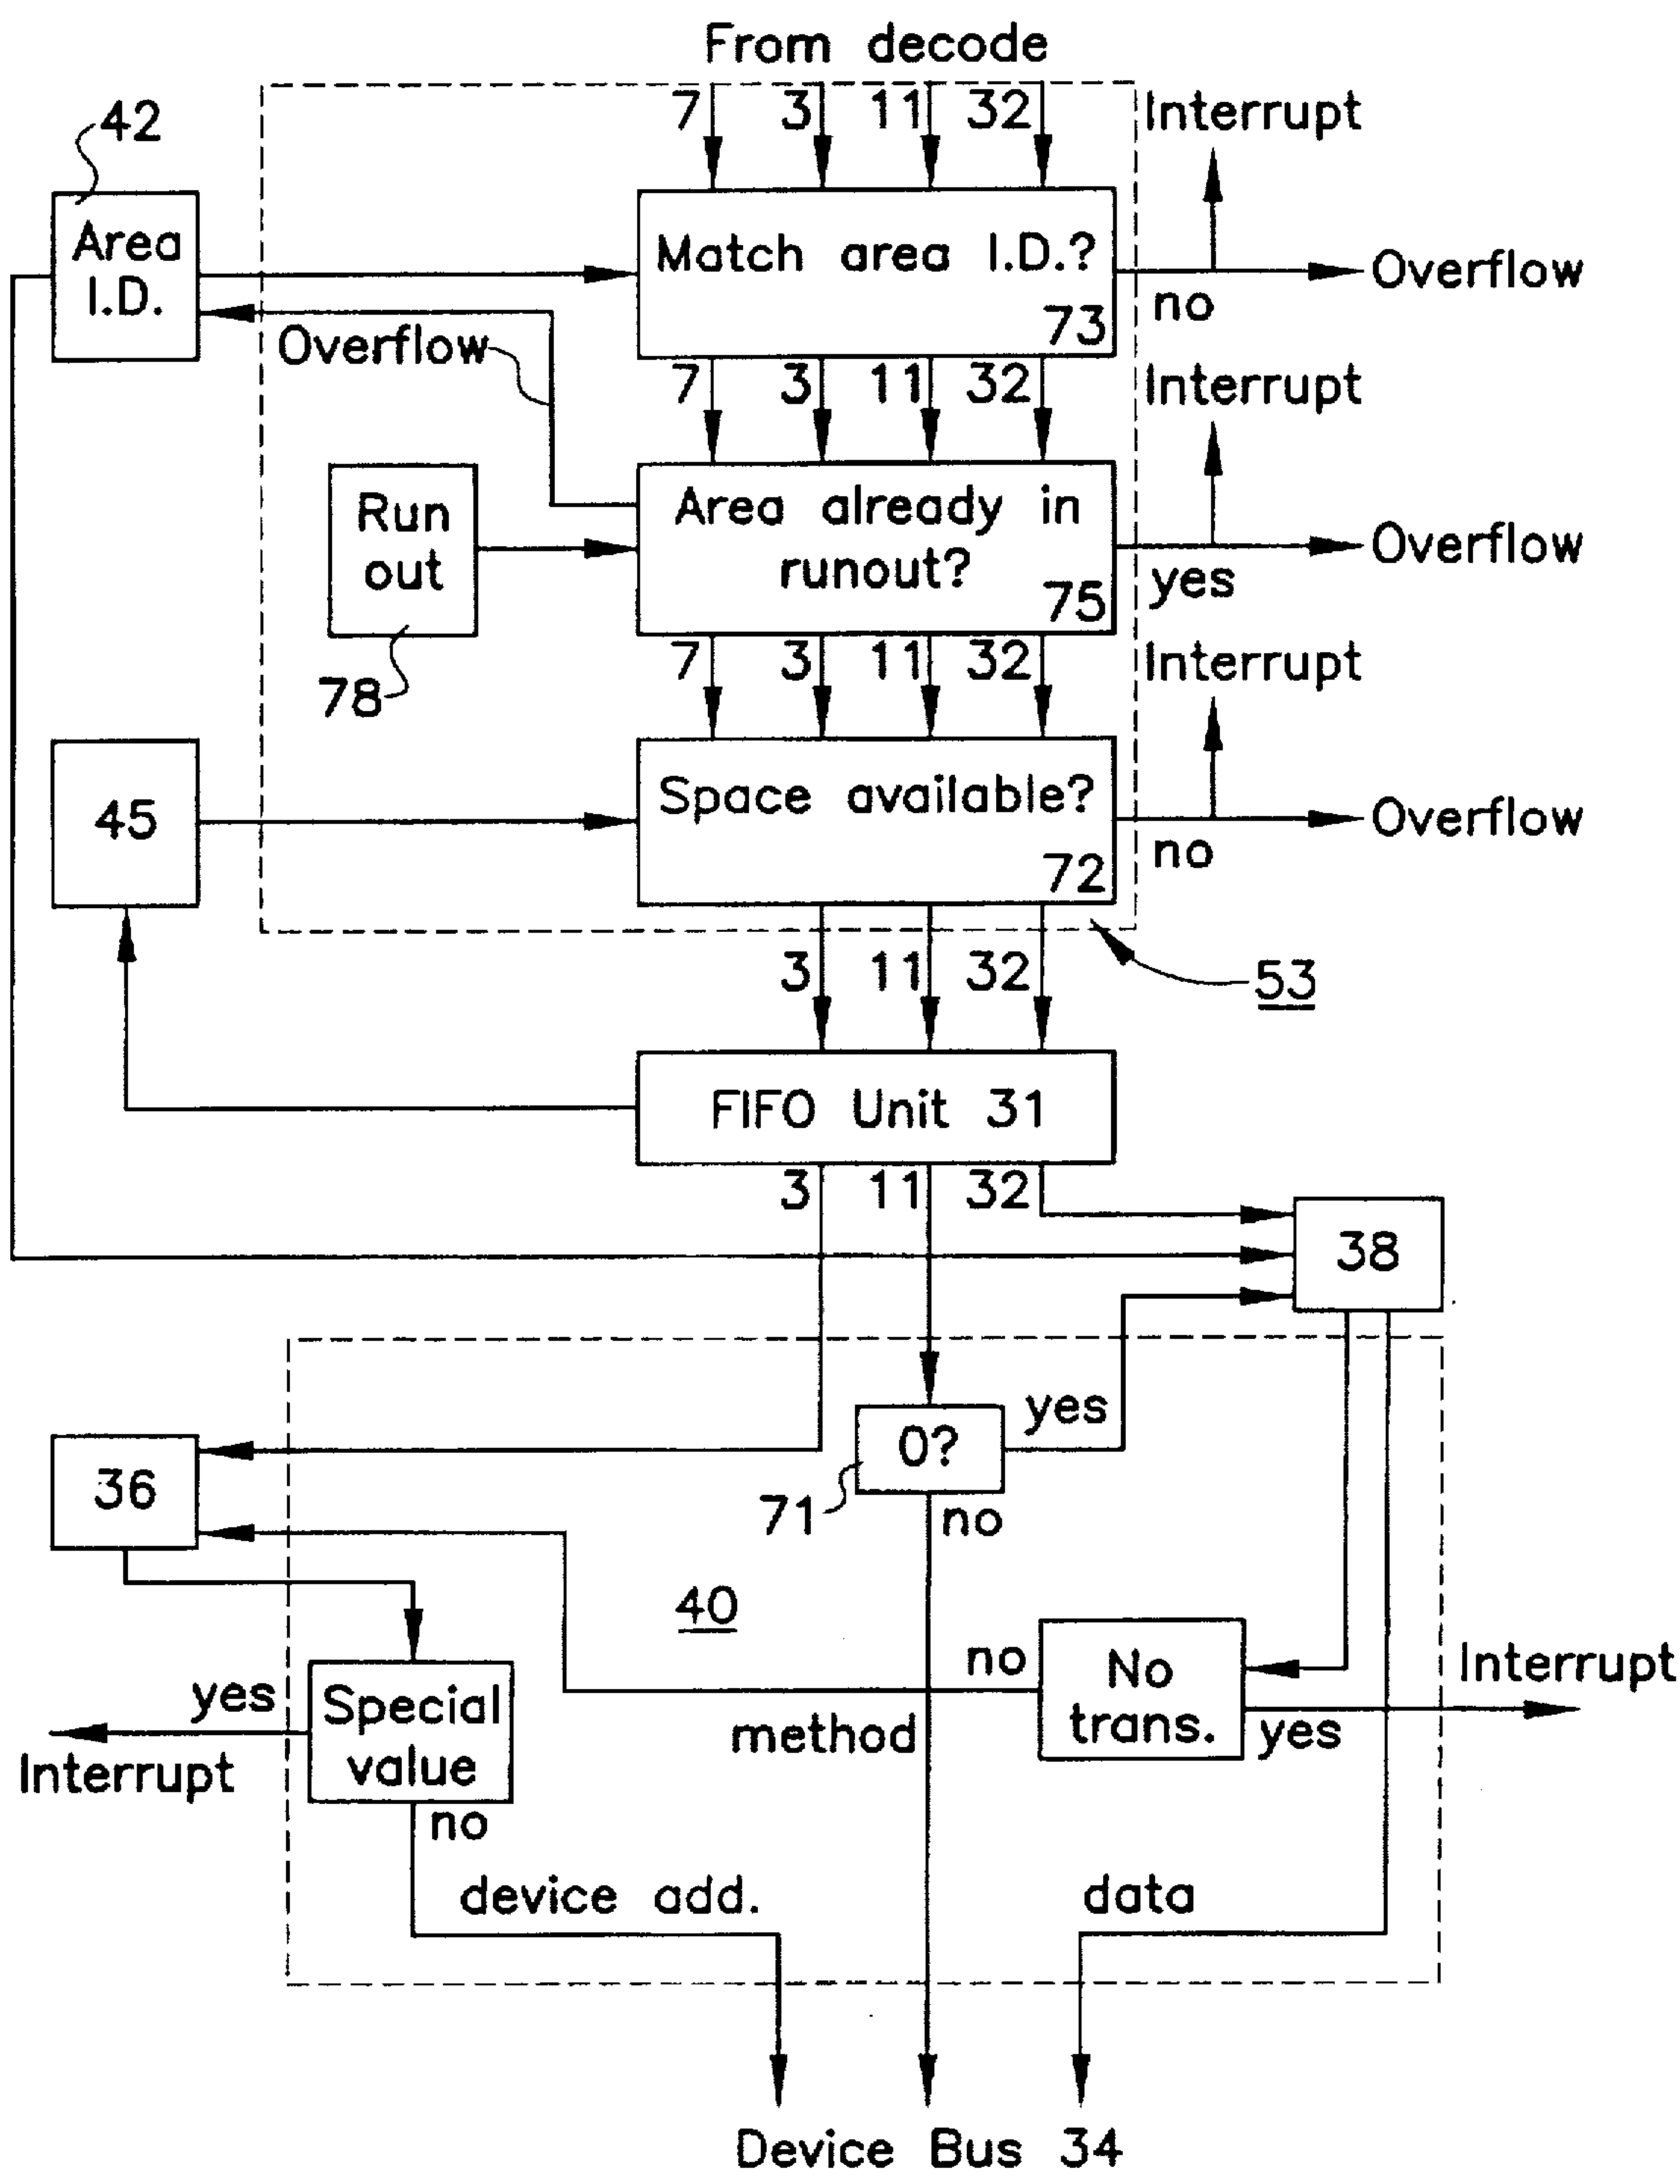 From decode
7 3 11 32
Interrupt
42
Area
I.D.
Match area I.D.?
73
Overflow
no
Overflow
7 3 11 32
Interrupt
Run
out
78
Area already in
runout?
75
Overflow
yes
7 3 11 32
Interrupt
45
Space available?
72
Overflow
no
3 11 32
53
FIFO Unit 31
3 11 32
38
0?
yes
71
no
36
40
No
trans.
no
yes
Interrupt
Special
value
yes
Interrupt
no
method
device add.
data
Device Bus 34